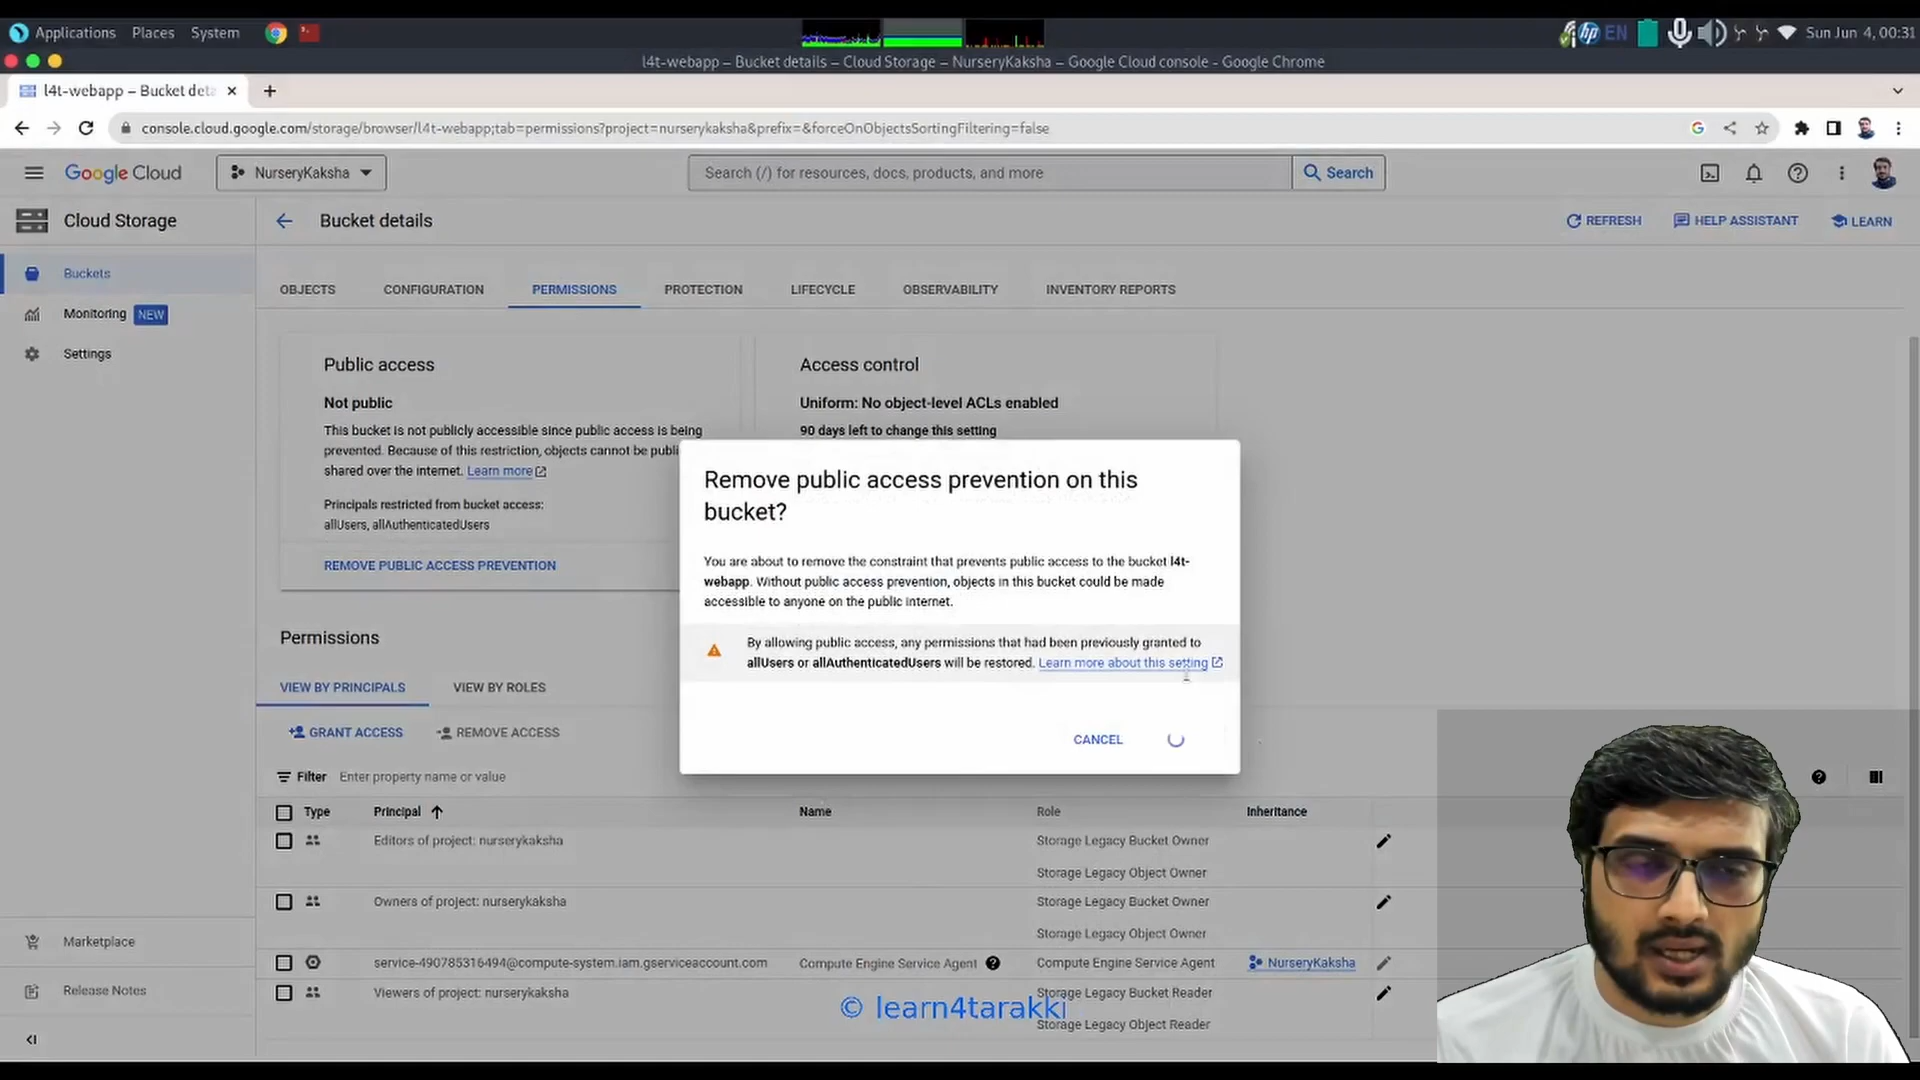 Applications Places System
EN Sun Jun 4, 00:31
l4t-webapp – Bucket details – Cloud Storage – NurseryKaksha – Google Cloud console - Google Chrome
l4t-webapp – Bucket deta
console.cloud.google.com/storage/browser/l4t-webapp;tab=permissions?project=nurserykaksha&prefix=&forceOnObjectsSortingFiltering=false
Google Cloud NurseryKaksha Search (/) for resources, docs, products, and more Search
Cloud Storage Bucket details REFRESH HELP ASSISTANT LEARN
Buckets
Monitoring NEW
Settings
Marketplace
Release Notes
OBJECTS CONFIGURATION PERMISSIONS PROTECTION LIFECYCLE OBSERVABILITY INVENTORY REPORTS
Public access
Not public
This bucket is not publicly accessible since public access is being
prevented. Because of this restriction, objects cannot be publi
shared over the internet. Learn more
Principals restricted from bucket access:
allUsers, allAuthenticatedUsers
REMOVE PUBLIC ACCESS PREVENTION
Access control
Uniform: No object-level ACLs enabled
90 days left to change this setting
Remove public access prevention on this
bucket?
You are about to remove the constraint that prevents public access to the bucket l4t-
webapp. Without public access prevention, objects in this bucket could be made
accessible to anyone on the public internet.
By allowing public access, any permissions that had been previously granted to
allUsers or allAuthenticatedUsers will be restored. Learn more about this setting
CANCEL
Permissions
VIEW BY PRINCIPALS VIEW BY ROLES
GRANT ACCESS REMOVE ACCESS
Filter Enter property name or value
Type Principal Name Role Inheritance
Editors of project: nurserykaksha Storage Legacy Bucket Owner
Storage Legacy Object Owner
Owners of project: nurserykaksha Storage Legacy Bucket Owner
Storage Legacy Object Owner
service-490785316494@compute-system.iam.gserviceaccount.com Compute Engine Service Agent Compute Engine Service Agent NurseryKaksha
Viewers of project: nurserykaksha Storage Legacy Bucket Reader
Storage Legacy Object Reader
© learn4tarakki